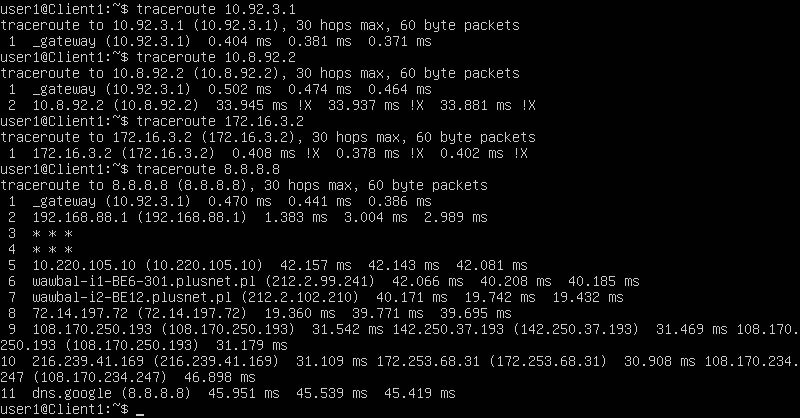 user1@Client1:~$ traceroute 10.92.3.1
traceroute to 10.92.3.1 (10.92.3.1), 30 hops max, 60 byte packets
 1  _gateway (10.92.3.1)  0.404 ms  0.381 ms  0.371 ms
user1@Client1:~$ traceroute 10.8.92.2
traceroute to 10.8.92.2 (10.8.92.2), 30 hops max, 60 byte packets
 1  _gateway (10.92.3.1)  0.502 ms  0.474 ms  0.464 ms
 2  10.8.92.2 (10.8.92.2)  33.945 ms !X  33.937 ms !X  33.881 ms !X
user1@Client1:~$ traceroute 172.16.3.2
traceroute to 172.16.3.2 (172.16.3.2), 30 hops max, 60 byte packets
 1  172.16.3.2 (172.16.3.2)  0.408 ms !X  0.378 ms !X  0.402 ms !X
user1@Client1:~$ traceroute 8.8.8.8
traceroute to 8.8.8.8 (8.8.8.8), 30 hops max, 60 byte packets
 1  _gateway (10.92.3.1)  0.470 ms  0.441 ms  0.386 ms
 2  192.168.88.1 (192.168.88.1)  1.383 ms  3.004 ms  2.989 ms
 3  * * *
 4  * * *
 5  10.220.105.10 (10.220.105.10)  42.157 ms  42.143 ms  42.081 ms
 6  wawbal-i1-BE6-301.plusnet.pl (212.2.99.241)  42.066 ms  40.208 ms  40.185 ms
 7  wawbal-i2-BE12.plusnet.pl (212.2.102.210)  40.171 ms  19.742 ms  19.432 ms
 8  72.14.197.72 (72.14.197.72)  19.360 ms  39.771 ms  39.695 ms
 9  108.170.250.193 (108.170.250.193)  31.542 ms 142.250.37.193 (142.250.37.193)  31.469 ms 108.170.
250.193 (108.170.250.193)  31.179 ms
10  216.239.41.169 (216.239.41.169)  31.109 ms 172.253.68.31 (172.253.68.31)  30.908 ms 108.170.234.
247 (108.170.234.247)  46.898 ms
11  dns.google (8.8.8.8)  45.951 ms  45.539 ms  45.419 ms
user1@Client1:~$ _